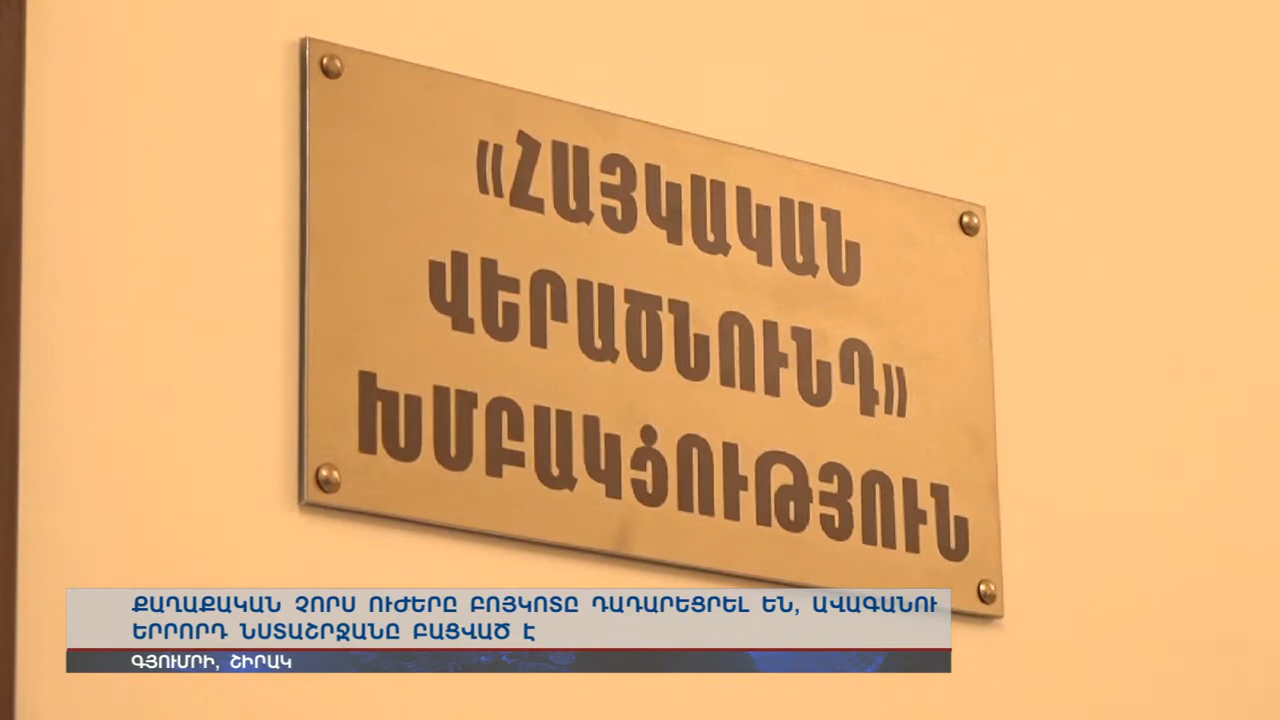 «ՀԱՅԿԱԿԱՆ
ՎԵՐԱԾՆՈՒՆԴ»
ԽՄԲԱԿՑՈՒԹՅՈՒՆ
ՔԱՂԱՔԱԿԱՆ ՉՈՐՍ ՈՒԺԵՐԸ ԲՈՅԿՈՏԸ ԴԱԴԱՐԵՑՐԵԼ ԵՆ, ԱՎԱԳԱՆՈՒ
ԵՐՐՈՐԴ ՆՍՏԱՇՐՋԱՆԸ ԲԱՑՎԱԾ Է
ԳՅՈՒՄՐԻ, ՇԻՐԱԿ